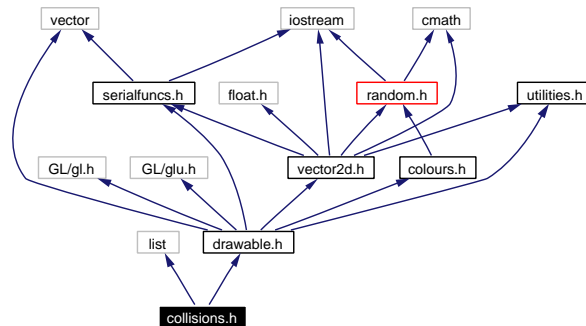 vector
iostream
cmath
serialfuncs.h
float.h
random.h
utilities.h
GL/gl.h
GL/glu.h
vector2d.h
colours.h
list
drawable.h
collisions.h